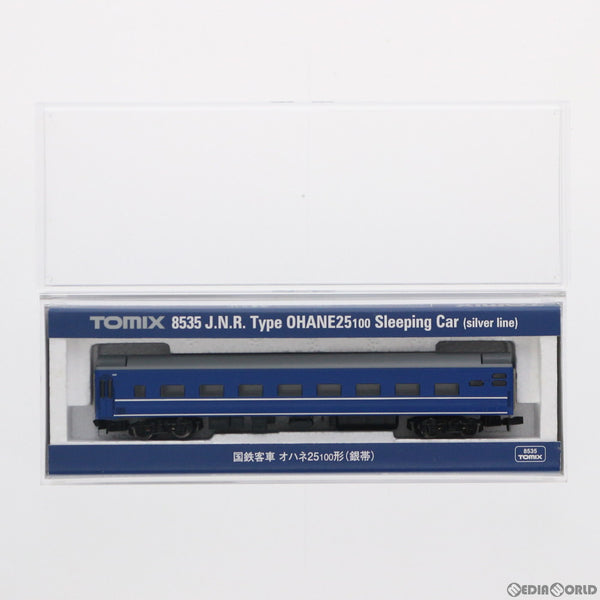 TOMIX 8535 J.N.R. Type OHANE25100 Sleeping Car (silver line)
国鉄客車 オハネ25100形(銀帯)
8535
TOMIX
MEDIAWORLD